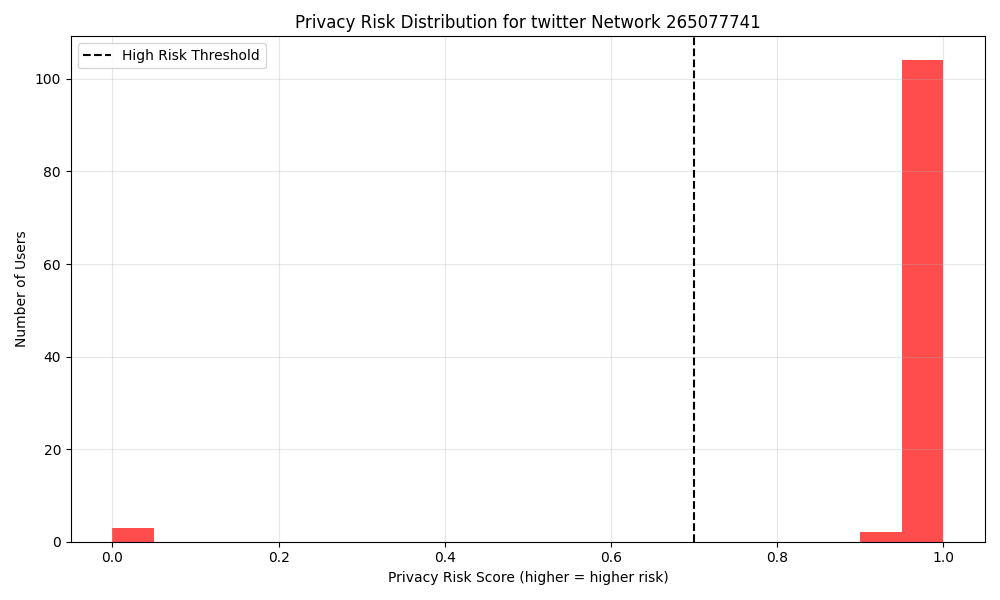 Privacy Risk Distribution for twitter Network 265077741
High Risk Threshold
100
80
60
40
20
0
Number of Users
0.0 0.2 0.4 0.6 0.8 1.0
Privacy Risk Score (higher = higher risk)